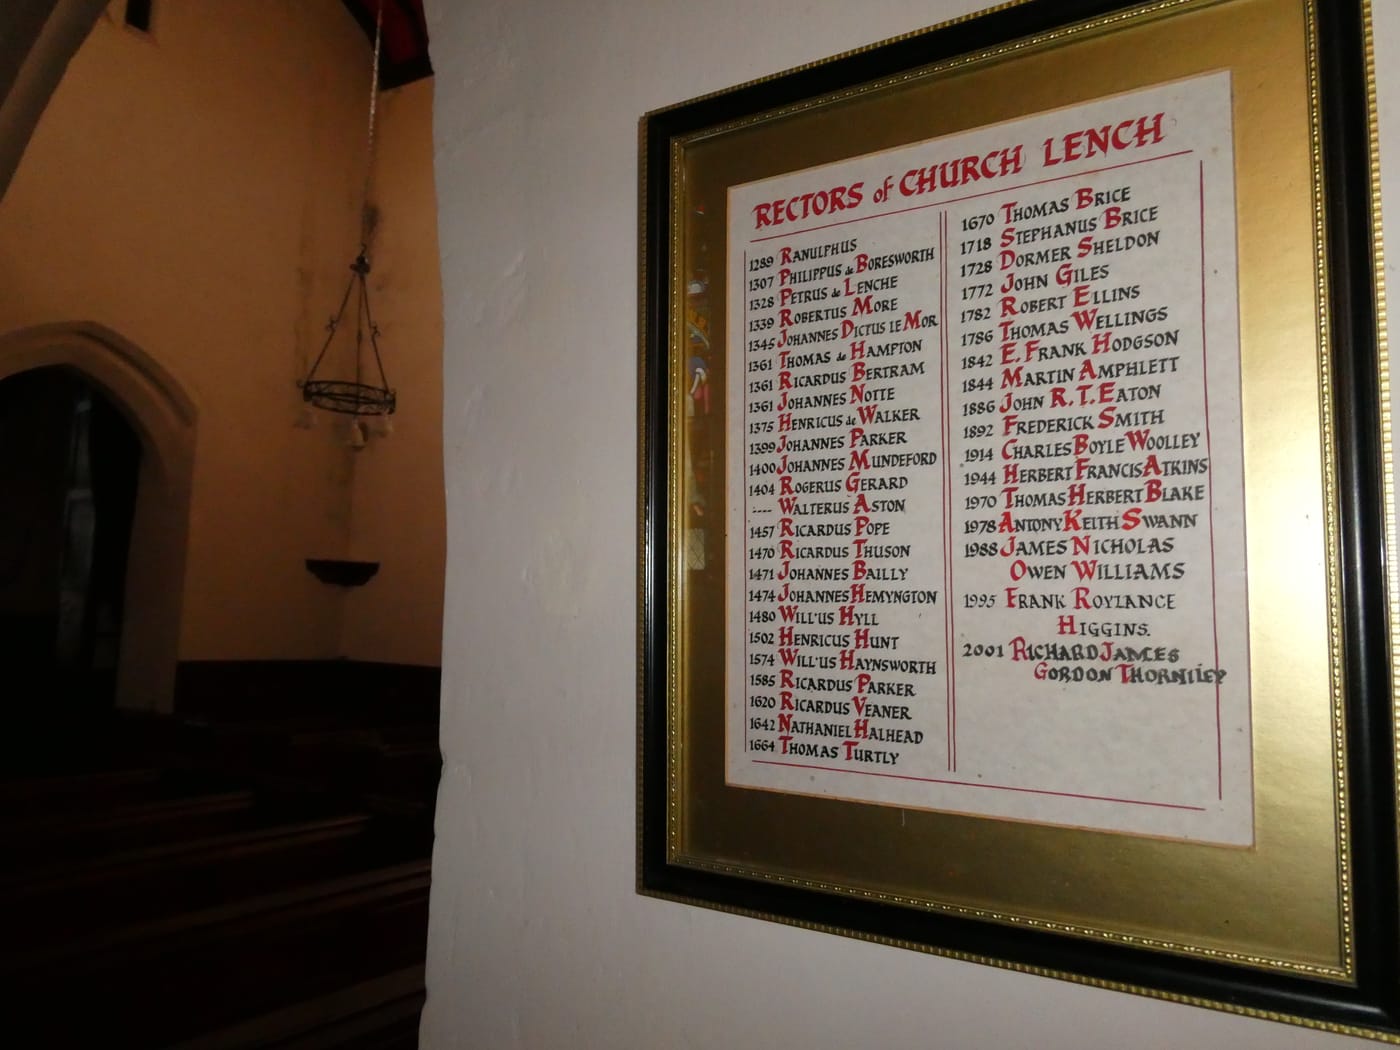 RECTORS of CHURCH LENCH
1289 RANULPHUS
1307 PHILIPPUS de BORESWORTH
1328 PETRUS de LENCHE
1339 ROBERTUS MORE
1345 JOHANNES DICTUS LE MOR
1361 THOMAS de HAMPTON
1361 RICARDUS BERTRAM
1361 JOHANNES NOTTE
1375 HENRICUS de WALKER
1399 JOHANNES PARKER
1400 JOHANNES MUNDEFORD
1404 ROGERUS GERARD
---- WALTERUS ASTON
1457 RICARDUS POPE
1470 RICARDUS THUSON
1471 JOHANNES BAILLY
1474 JOHANNES HEMYNGTON
1480 WILL'US HYLL
1502 HENRICUS HUNT
1574 WILL'US HAYNSWORTH
1585 RICARDUS PARKER
1620 RICARDUS VEANER
1642 NATHANIEL HALHEAD
1664 THOMAS TURTLY
1670 THOMAS BRICE
1718 STEPHANUS BRICE
1728 DORMER SHELDON
1772 JOHN GILES
1782 ROBERT ELLINS
1786 THOMAS WELLINGS
1842 E. FRANK HODGSON
1844 MARTIN AMPHLETT
1886 JOHN R.T. EATON
1892 FREDERICK SMITH
1914 CHARLES BOYLE WOOLLEY
1944 HERBERT FRANCIS ATKINS
1970 THOMAS HERBERT BLAKE
1978 ANTONY KEITH SWANN
1988 JAMES NICHOLAS
OWEN WILLIAMS
1995 FRANK ROYLANCE
HIGGINS.
2001 RICHARD JAMES
GORDON THORNILEY